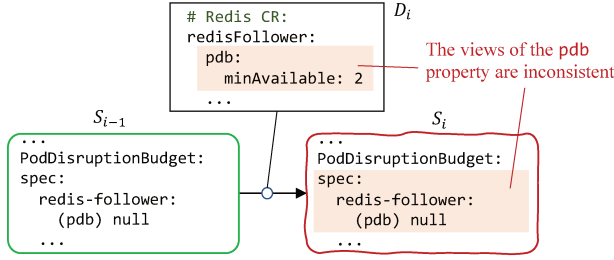 # Redis CR:
redisFollower:
pdb:
minAvailable: 2
...
D_i
The views of the pdb
property are inconsistent
S_{i-1}
...
PodDisruptionBudget:
spec:
redis-follower:
(pdb) null
...
S_i
...
PodDisruptionBudget:
spec:
redis-follower:
(pdb) null
...